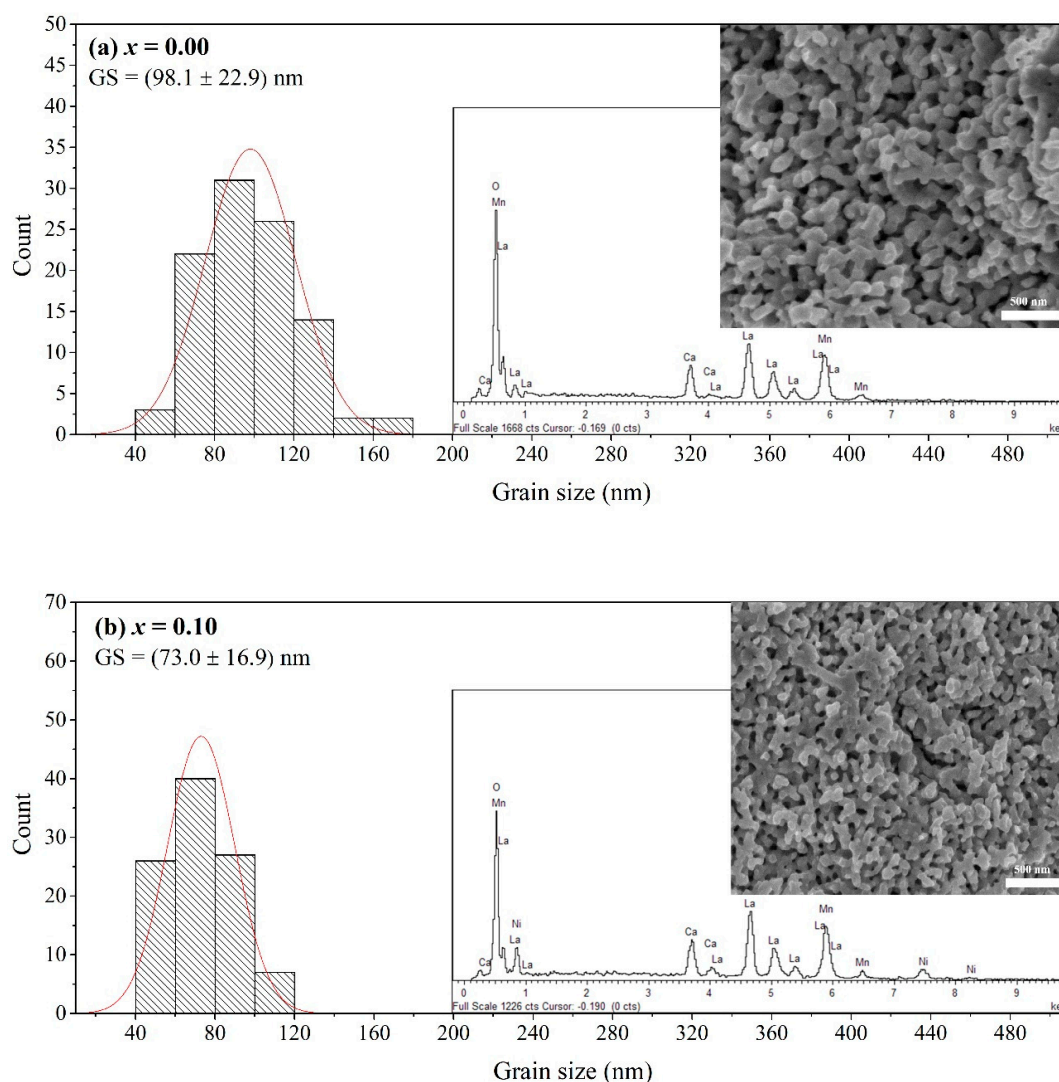 50
45
40
35
30
25
20
15
10
5
0
Count
(a) x = 0.00
GS = (98.1 ± 22.9) nm
500 nm
O
Mn
La
Ca
La
La
Ca
Ca
La
La
La
La
Mn
La
La
Mn
0 1 2 3 4 5 6 7 8 9
Full Scale 1668 cts Cursor: -0.169 (0 cts) ke
40 80 120 160 200 240 280 320 360 400 440 480
Grain size (nm)
70
60
50
40
30
20
10
0
Count
(b) x = 0.10
GS = (73.0 ± 16.9) nm
500 nm
O
Mn
La
Ni
La
Ca
La
Ca
Ca
La
La
La
La
Mn
La
La
Mn
Ni
Ni
0 1 2 3 4 5 6 7 8 9
Full Scale 1226 cts Cursor: -0.190 (0 cts) ke
40 80 120 160 200 240 280 320 360 400 440 480
Grain size (nm)